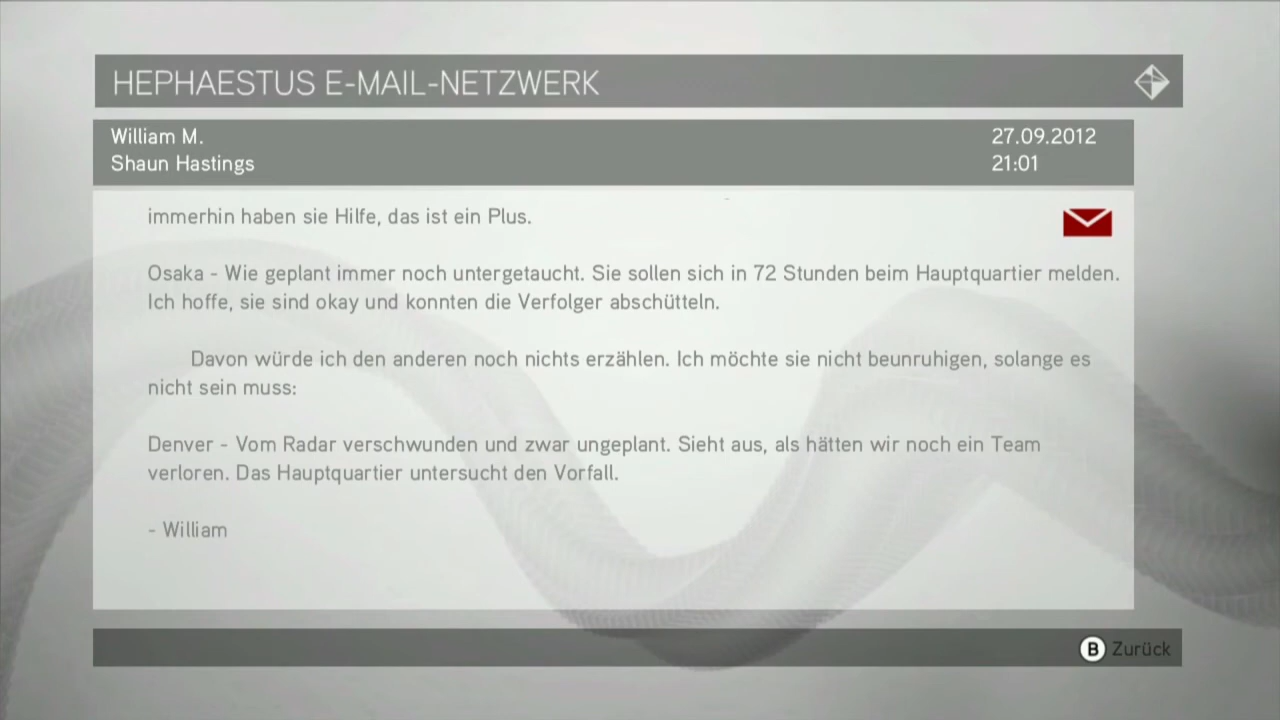 HEPHAESTUS E-MAIL-NETZWERK
William M.
27.09.2012
Shaun Hastings
21:01
immerhin haben sie Hilfe, das ist ein Plus.
Osaka - Wie geplant immer noch untergetaucht. Sie sollen sich in 72 Stunden beim Hauptquartier melden.
Ich hoffe, sie sind okay und konnten die Verfolger abschütteln.
Davon würde ich den anderen noch nichts erzählen. Ich möchte sie nicht beunruhigen, solange es
nicht sein muss:
Denver - Vom Radar verschwunden und zwar ungeplant. Sieht aus, als hätten wir noch ein Team
verloren. Das Hauptquartier untersucht den Vorfall.
- William
B Zurück